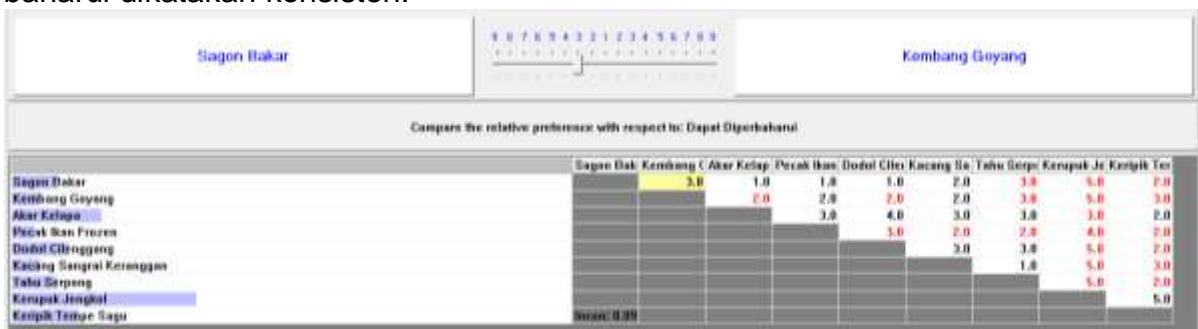 Sagon Bakar
9 8 7 6 5 4 3 2 1 2 3 4 5 6 7 8 9
Kembang Goyang
Compare the relative preference with respect to: Dapat Diperbaharui
Sagon Bak Kembang G Akar Kelap Pecak Ikan Dodol Cilen Kacang Sa Tahu Serpo Kerupuk Je Keripik Ten
Sagon Bakar 3.0 1.0 1.0 1.0 2.0 3.0 5.0 2.0
Kembang Goyang 2.0 2.0 2.0 2.0 3.0 5.0 3.0
Akar Kelapa 3.0 4.0 3.0 3.0 3.0 2.0
Pecak Ikan Frozen 3.0 2.0 2.0 4.0 2.0
Dodol Cilenggang 3.0 3.0 5.0 2.0
Kacang Sangrai Keranggan 1.0 5.0 3.0
Tahu Serpong 5.0 2.0
Kerupuk Jengkol 5.0
Keripik Tempe Sagu Incon: 0.09